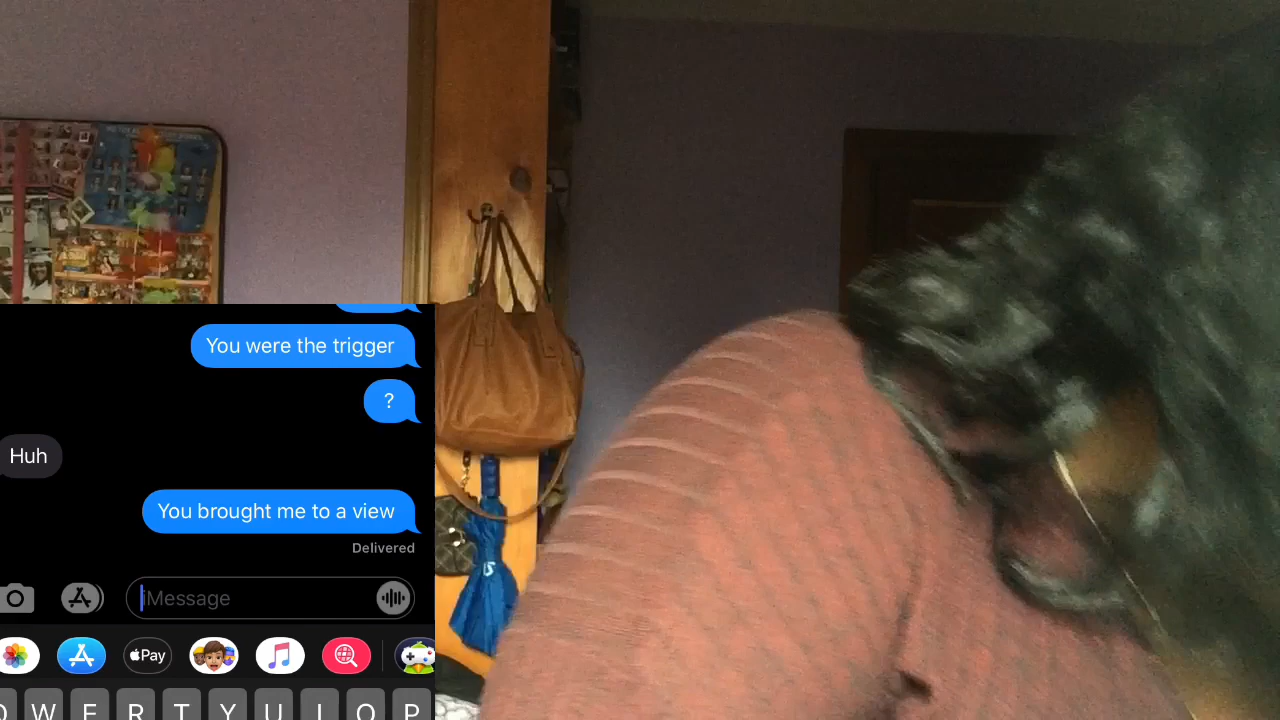 You were the trigger
?
Huh
You brought me to a view
Delivered
iMessage
Pay
W E R T Y U I O P